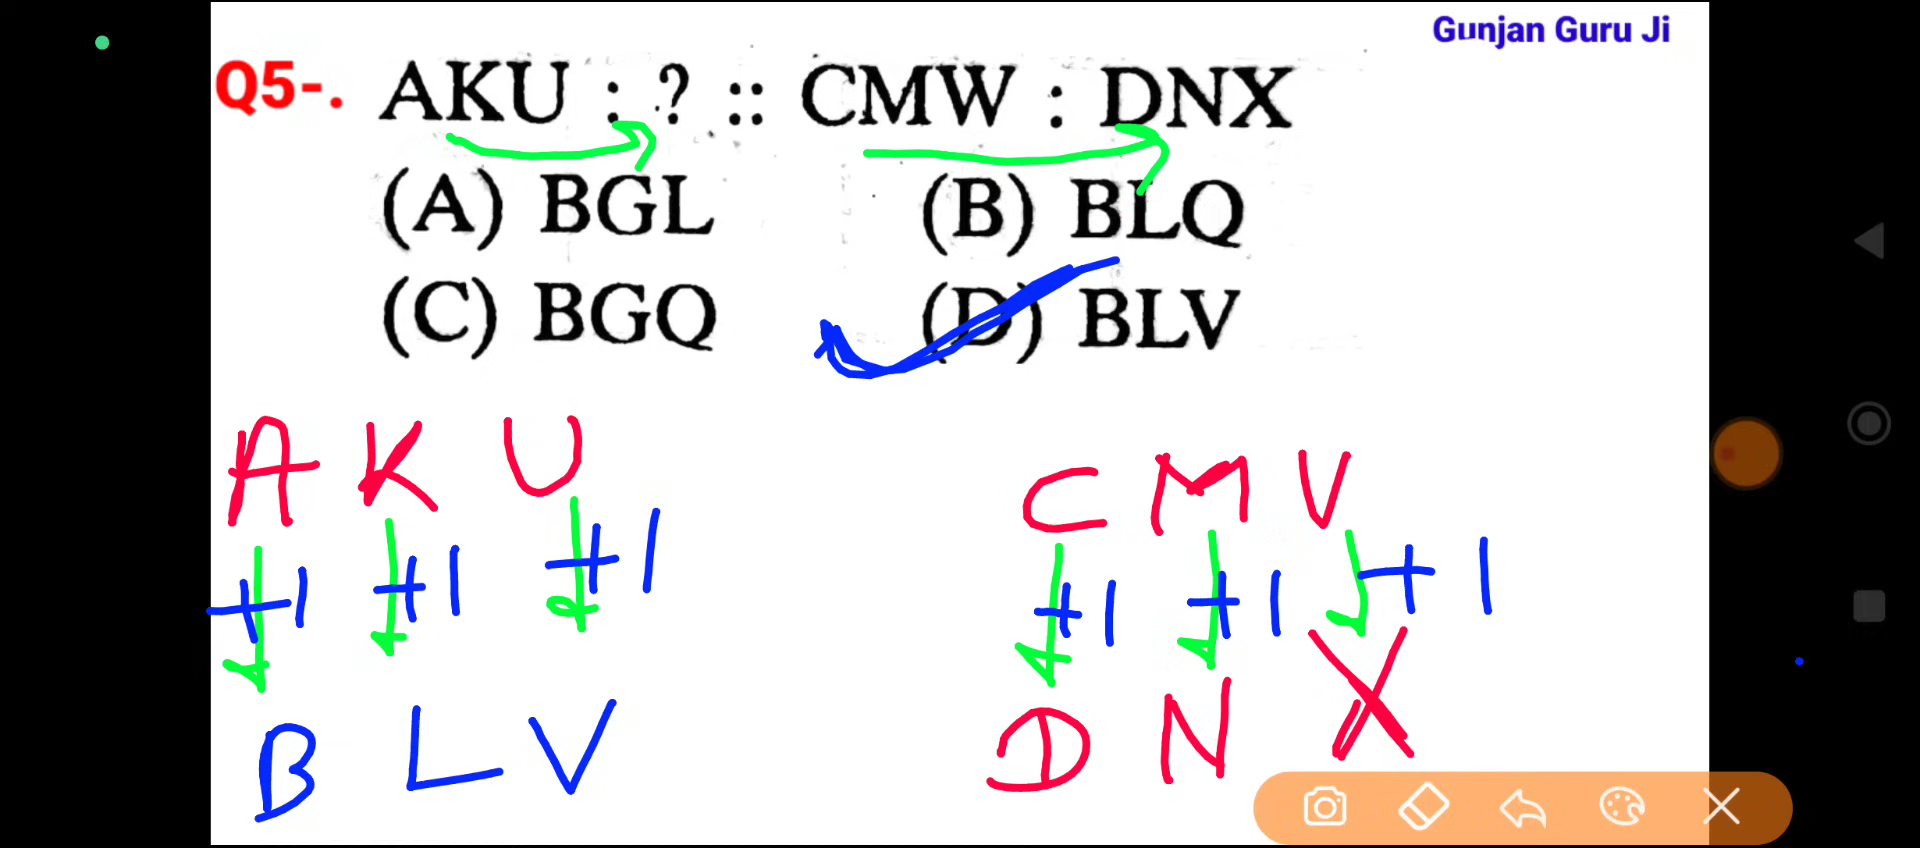 Gunjan Guru Ji
Q5-. AKU : ? :: CMW : DNX
(A) BGL (B) BLQ
(C) BGQ (D) BLV
A K U C M V
+1 +1 +1 +1 +1 +1
B L V D N X